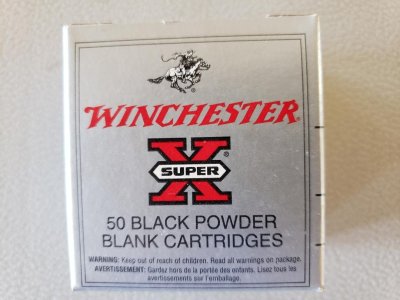 WINCHESTER®
SUPER X®
50 BLACK POWDER
BLANK CARTRIDGES
WARNING: Keep out of reach of children. Read all warnings on package.
AVERTISSEMENT: Gardez hors de la portée des enfants. Lisez tous les
avertissements sur l'emballage.